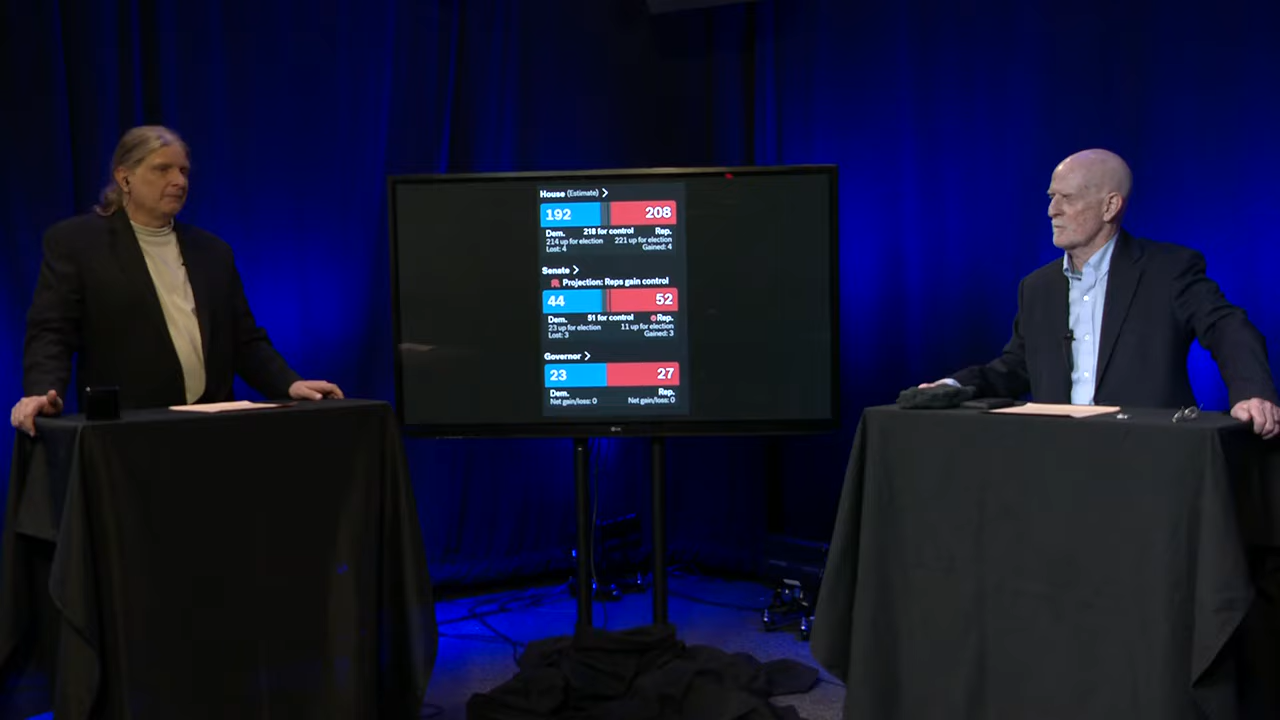 House (Estimate) >
192 208
Dem. 218 for control Rep.
214 up for election 221 up for election
Lost: 4 Gained: 4
Senate >
Projection: Reps gain control
44 52
Dem. 51 for control Rep.
23 up for election 11 up for election
Lost: 3 Gained: 3
Governor >
23 27
Dem. Rep.
Net gain/loss: 0 Net gain/loss: 0
LG